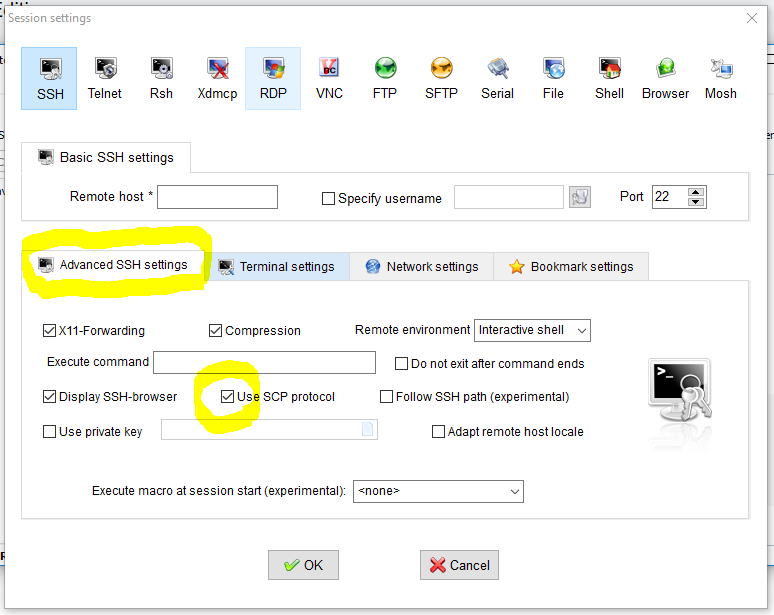 Session settings
SSH Telnet Rsh Xdmcp RDP VNC FTP SFTP Serial File Shell Browser Mosh
Basic SSH settings
Remote host * Specify username Port 22
Advanced SSH settings Terminal settings Network settings Bookmark settings
X11-Forwarding Compression Remote environment Interactive shell
Execute command Do not exit after command ends
Display SSH-browser Use SCP protocol Follow SSH path (experimental)
Use private key Adapt remote host locale
Execute macro at session start (experimental): <none>
OK Cancel